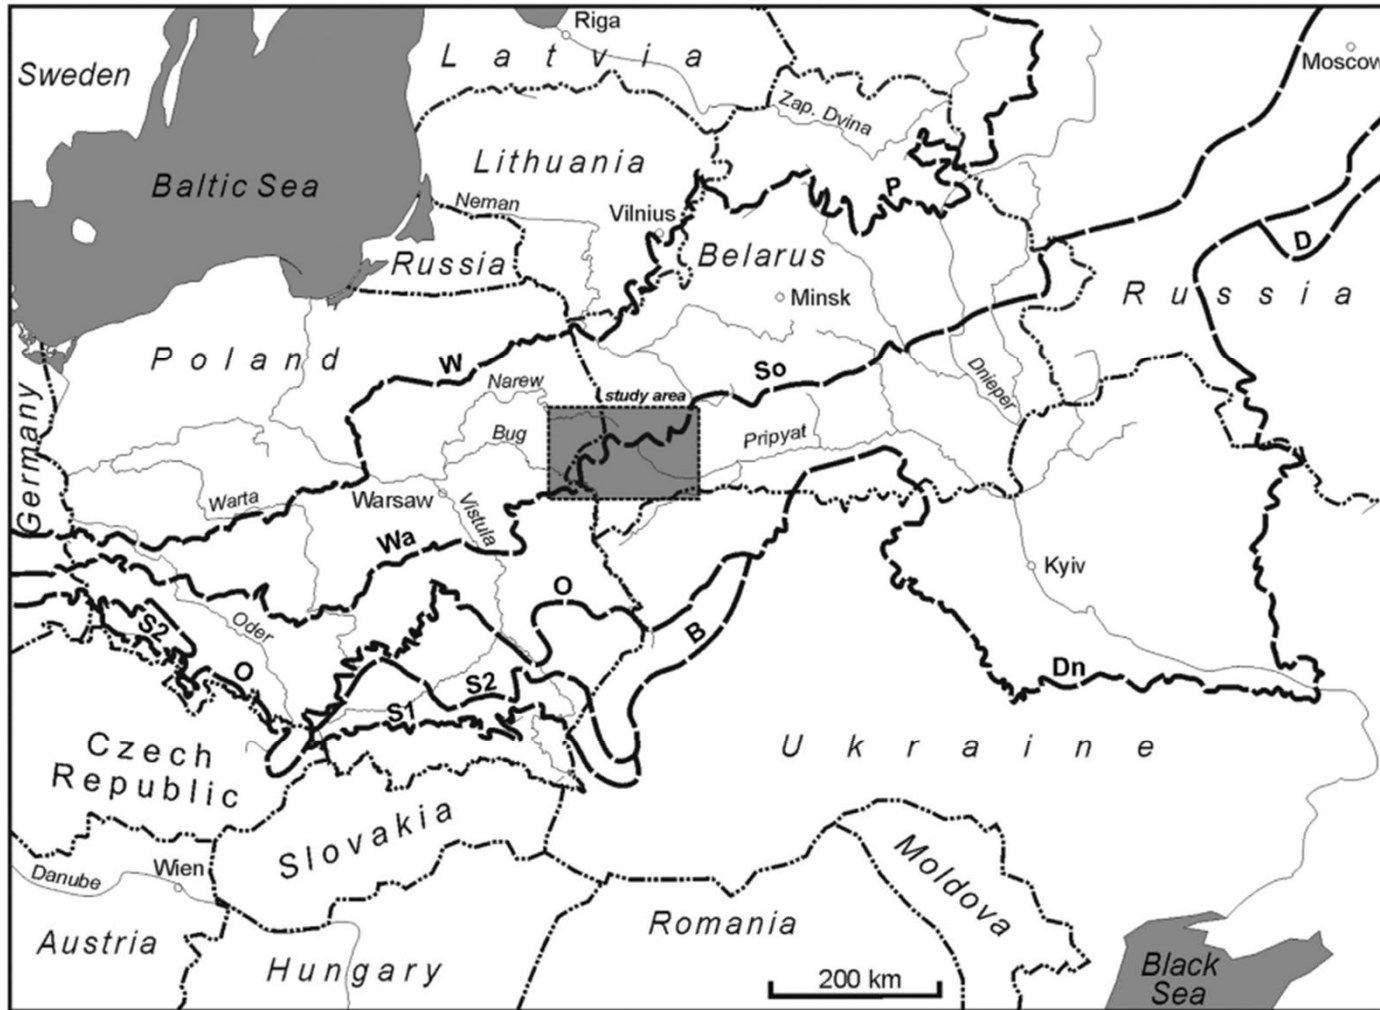 Riga
Latvia
Moscow
Sweden
Zap. Dvina
Lithuania
Baltic Sea
P
Neman
Vilnius
D
Russia
Belarus
Minsk
Russia
Poland
W
So
Narew
study area
Dnieper
Germany
Bug
Pripyat
Warta
Warsaw
Vistula
Wa
Kyiv
O
S2
Oder
B
O
S2
Dn
S1
Czech
Republic
Ukraine
Slovakia
Wien
Danube
Moldova
Romania
Austria
Hungary
200 km
Black
Sea